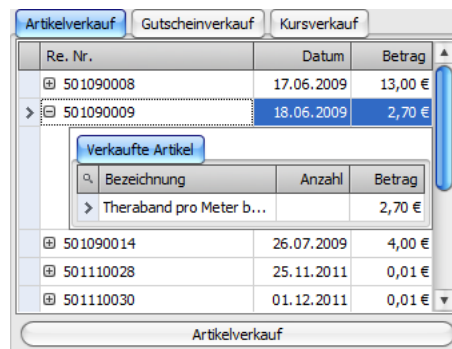 Artikelverkauf Gutscheinverkauf Kursverkauf
Re. Nr. Datum Betrag
501090008 17.06.2009 13,00 €
501090009 18.06.2009 2,70 €
Verkaufte Artikel
Bezeichnung Anzahl Betrag
Theraband pro Meter b... 2,70 €
501090014 26.07.2009 4,00 €
501110028 25.11.2011 0,01 €
501110030 01.12.2011 0,01 €
Artikelverkauf